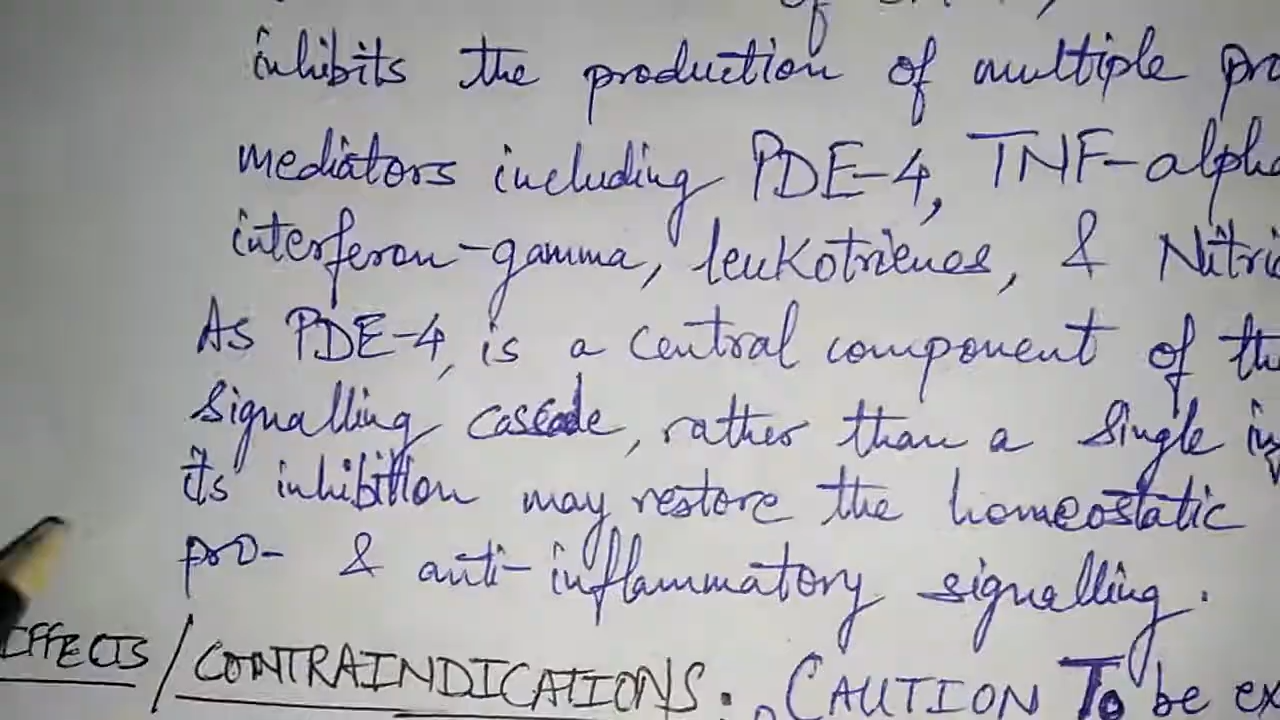 of
inhibits the production of multiple pro
mediators including PDE-4, TNF-alpha
interferon-gamma, leukotrienes, & Nitri
As PDE-4, is a central component of the
signalling cascade, rather than a single
its inhibition may restore the homeostatic
pro- & anti-inflammatory signalling.
EFFECTS / CONTRAINDICATIONS: CAUTION To be ex